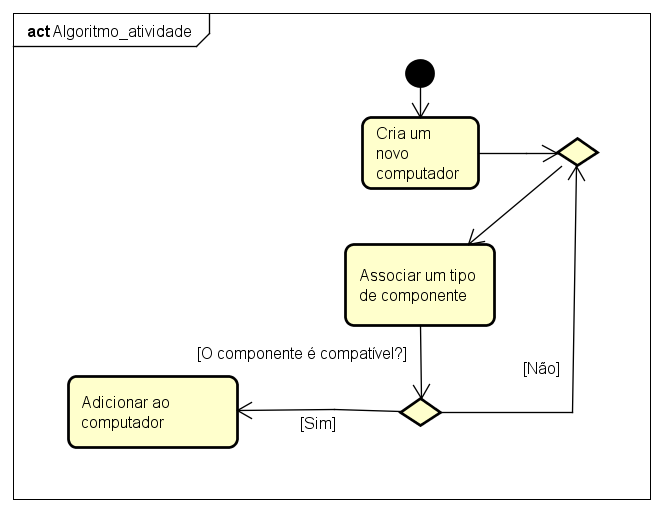 act Algoritmo_atividade
Cria um
novo
computador
Associar um tipo
de componente
[O componente é compatível?]
[Não]
Adicionar ao
computador
[Sim]